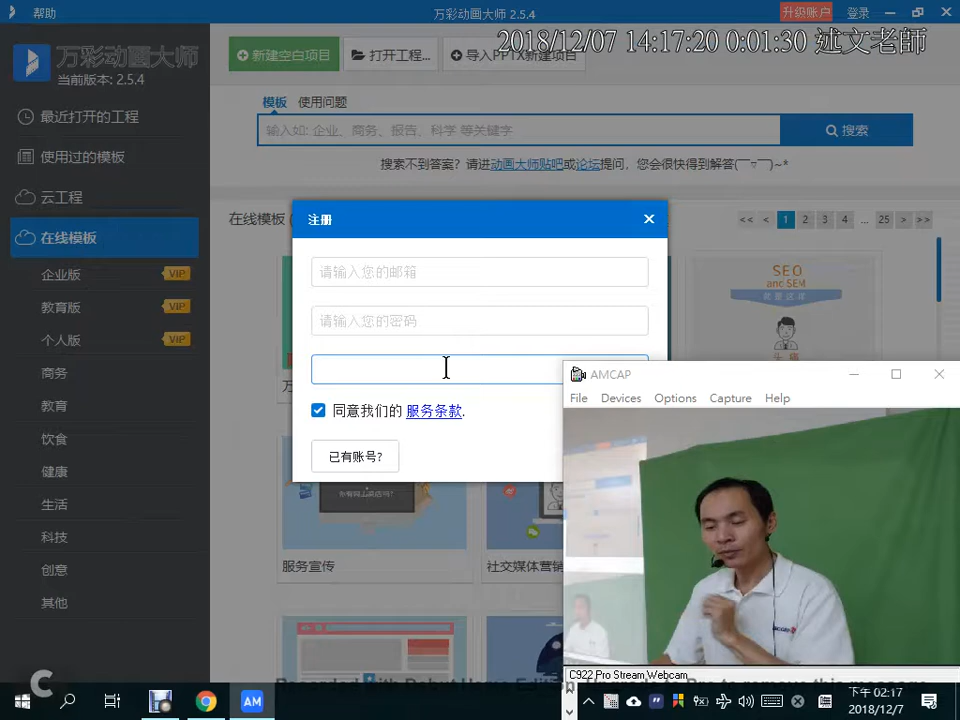 帮助
万彩动画大师 2.5.4
升级账户
登录
万彩动画大师
当前版本: 2.5.4
新建空白项目
打开工程...
导入PPTX新建项目
2018/12/07 14:17:20 0:01:30 述文老師
最近打开的工程
使用过的模板
云工程
在线模板
企业版 VIP
教育版 VIP
个人版 VIP
商务
教育
饮食
健康
生活
科技
创意
其他
模板 使用问题
输入如: 企业、商务、报告、科学 等关键字
搜索
搜索不到答案？请进动画大师贴吧或论坛提问，您会很快得到解答(￣▽￣)~*
在线模板
<< < 1 2 3 4 ... 25 > >>
注册
请输入您的邮箱
请输入您的密码
同意我们的 服务条款.
已有账号?
SEO
and SEM
就是这样
服务宣传
社交媒体营销
AMCAP
File Devices Options Capture Help
C922 Pro Stream Webcam
AM
下午 02:17
2018/12/7